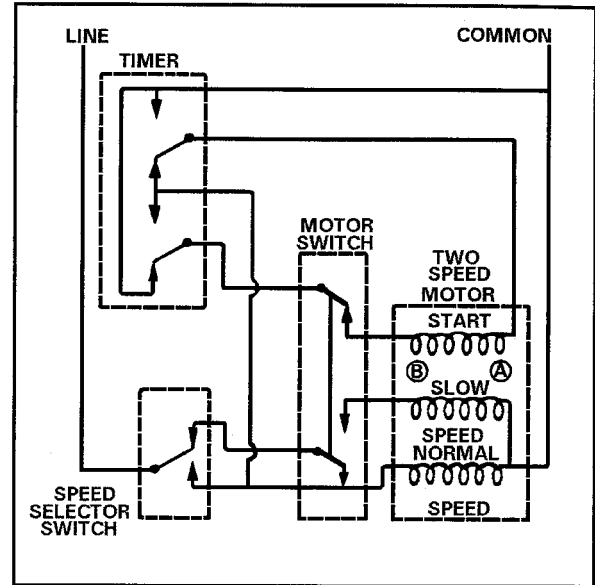 LINE
COMMON
TIMER
MOTOR
SWITCH
TWO
SPEED
MOTOR
START
B
A
SLOW
SPEED
NORMAL
SPEED
SPEED
SELECTOR
SWITCH